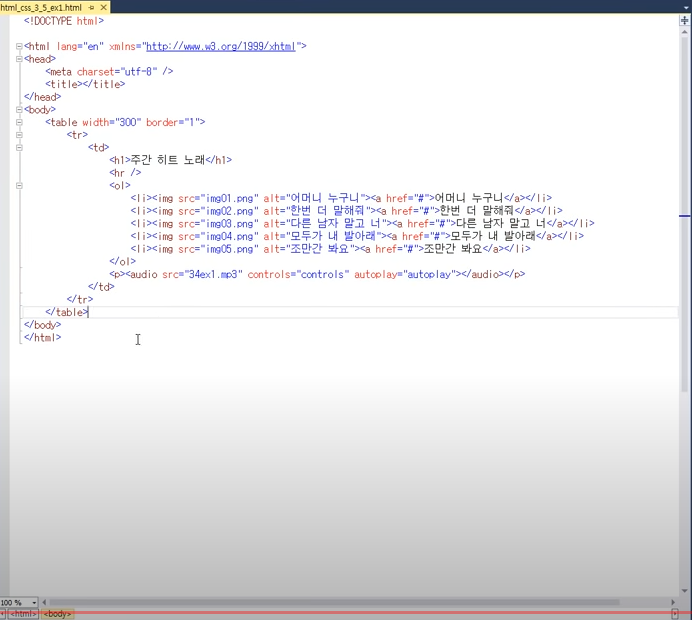 html_css_3_5_ex1.html
<!DOCTYPE html>
<html lang="en" xmlns="http://www.w3.org/1999/xhtml">
<head>
<meta charset="utf-8" />
<title></title>
</head>
<body>
<table width="300" border="1">
<tr>
<td>
<h1>주간 히트 노래</h1>
<hr />
<ol>
<li><img src="img01.png" alt="어머니 누구니"><a href="#">어머니 누구니</a></li>
<li><img src="img02.png" alt="한번 더 말해줘"><a href="#">한번 더 말해줘</a></li>
<li><img src="img03.png" alt="다른 남자 말고 너"><a href="#">다른 남자 말고 너</a></li>
<li><img src="img04.png" alt="모두가 내 발아래"><a href="#">모두가 내 발아래</a></li>
<li><img src="img05.png" alt="조만간 봐요"><a href="#">조만간 봐요</a></li>
</ol>
<p><audio src="34ex1.mp3" controls="controls" autoplay="autoplay"></audio></p>
</td>
</tr>
</table>
</body>
</html>
100 %
<html> <body>